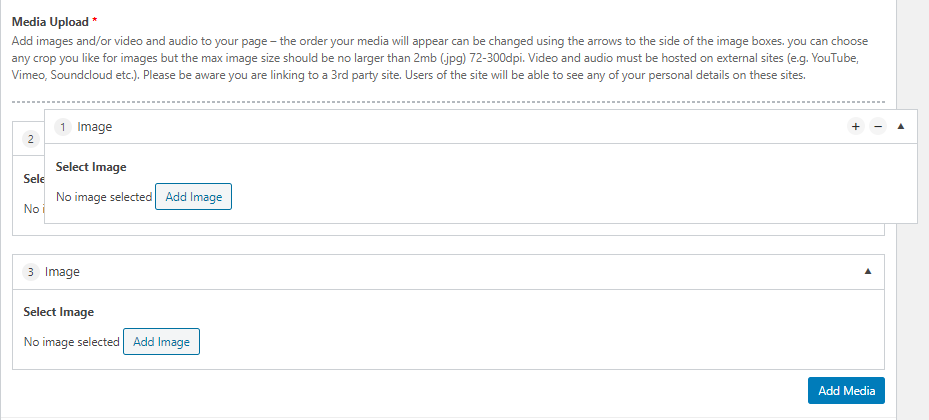 Media Upload *
Add images and/or video and audio to your page – the order your media will appear can be changed using the arrows to the side of the image boxes. you can choose
any crop you like for images but the max image size should be no larger than 2mb (.jpg) 72-300dpi. Video and audio must be hosted on external sites (e.g. YouTube,
Vimeo, Soundcloud etc.). Please be aware you are linking to a 3rd party site. Users of the site will be able to see any of your personal details on these sites.
1 Image + − ▲
2
Select Image
Sele
No image selected Add Image
No i
3 Image ▲
Select Image
No image selected Add Image
Add Media